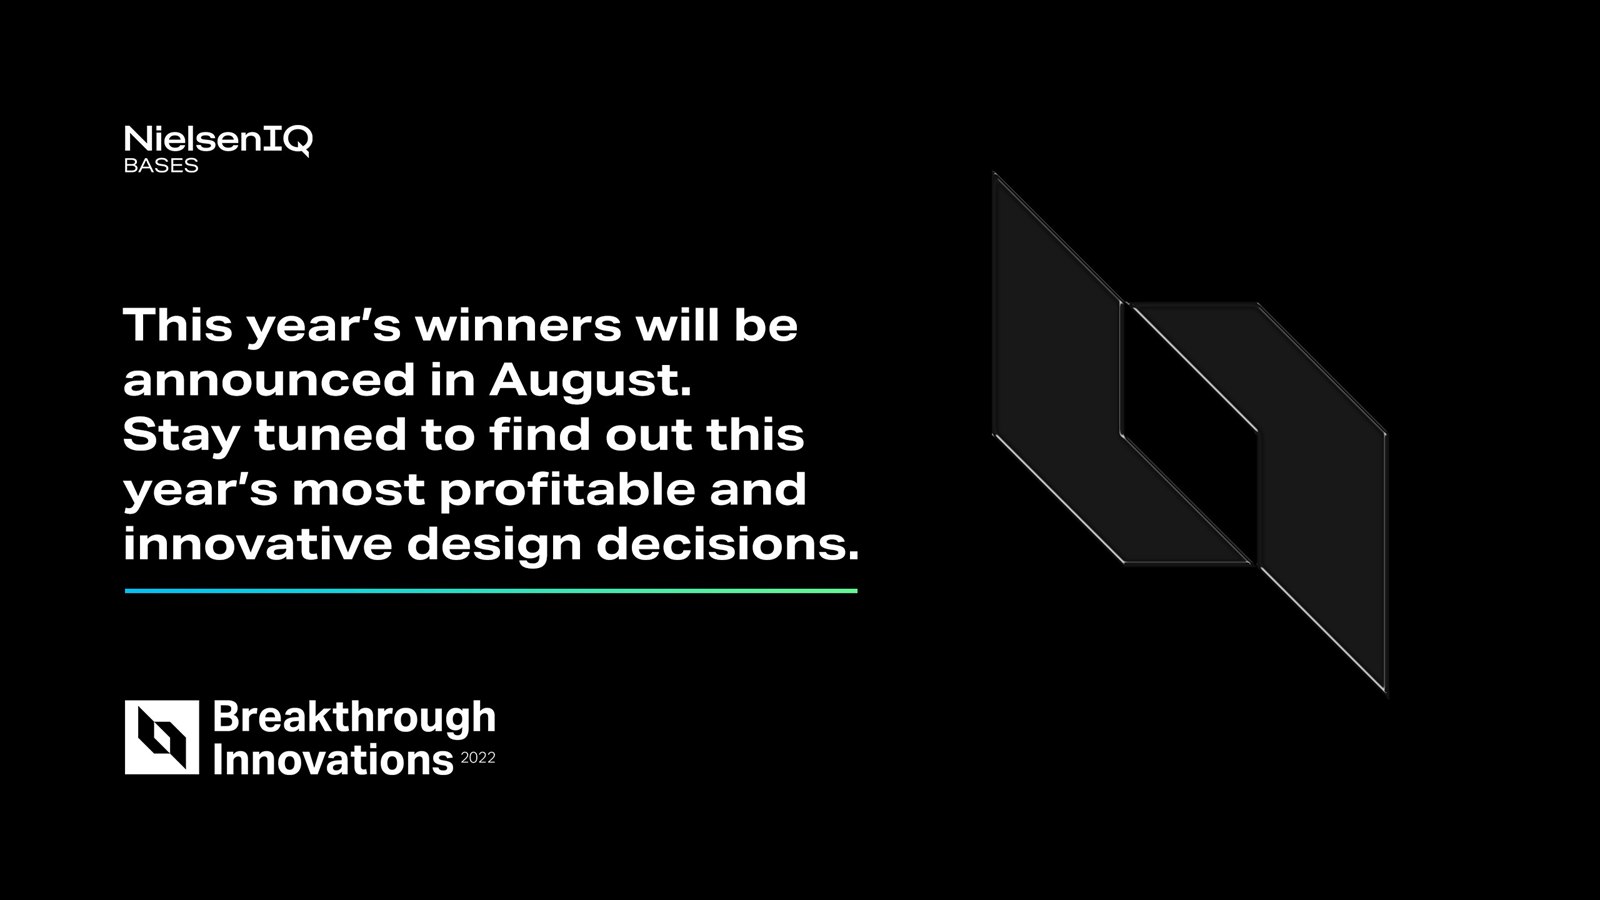 NielsenIQ
BASES
This year’s winners will be
announced in August.
Stay tuned to find out this
year’s most profitable and
innovative design decisions.
Breakthrough
Innovations 2022